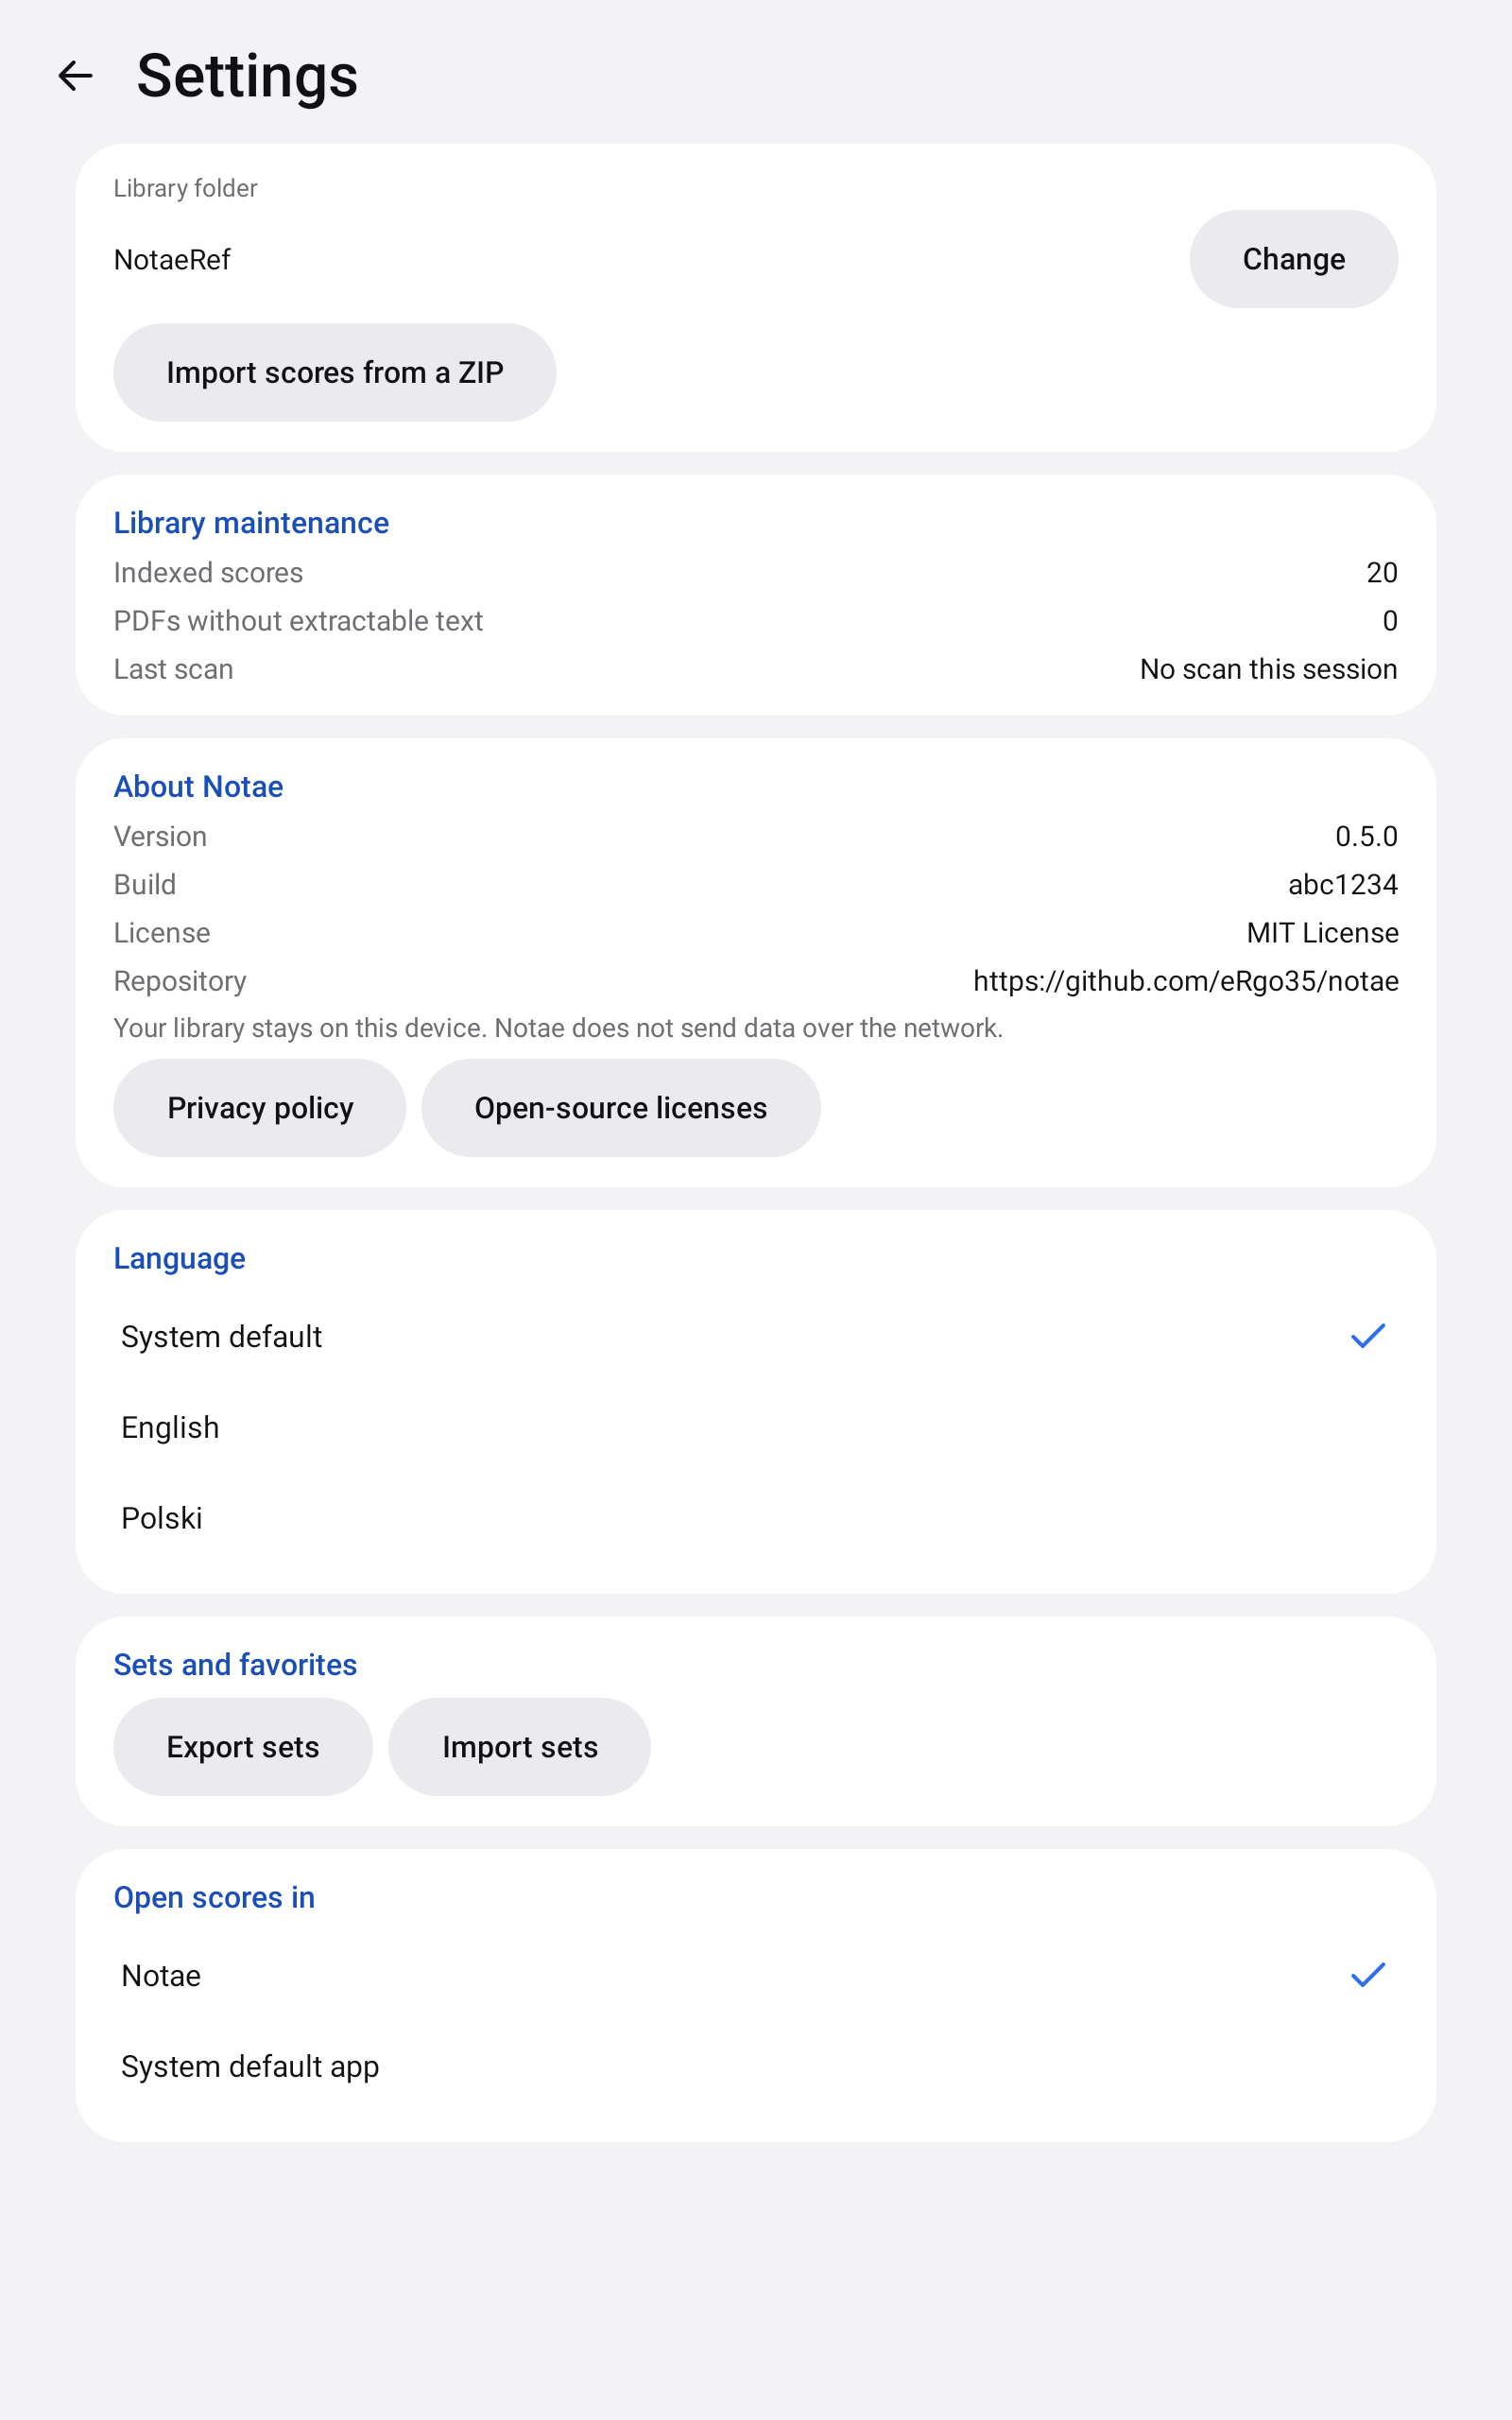 Settings
Library folder
NotaeRef
Change
Import scores from a ZIP
Library maintenance
Indexed scores 20
PDFs without extractable text 0
Last scan No scan this session
About Notae
Version 0.5.0
Build abc1234
License MIT License
Repository https://github.com/eRgo35/notae
Your library stays on this device. Notae does not send data over the network.
Privacy policy Open-source licenses
Language
System default
English
Polski
Sets and favorites
Export sets Import sets
Open scores in
Notae
System default app